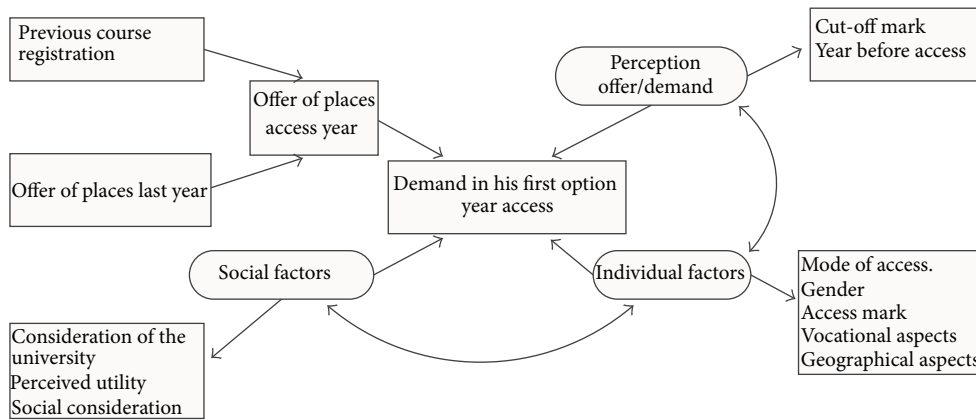 Previous course
registration
Cut-off mark
Year before access
Perception
offer/demand
Offer of places
access year
Offer of places last year
Demand in his first option
year access
Social factors
Individual factors
Mode of access.
Gender
Access mark
Vocational aspects
Geographical aspects
Consideration of the
university
Perceived utility
Social consideration